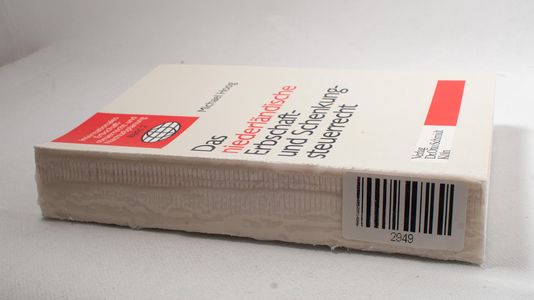 Michael Hoog
Das
niederländische
Erbschaft-
und Schenkung-
steuerrecht
Verlag
Dr. Otto Schmidt
Köln
2949